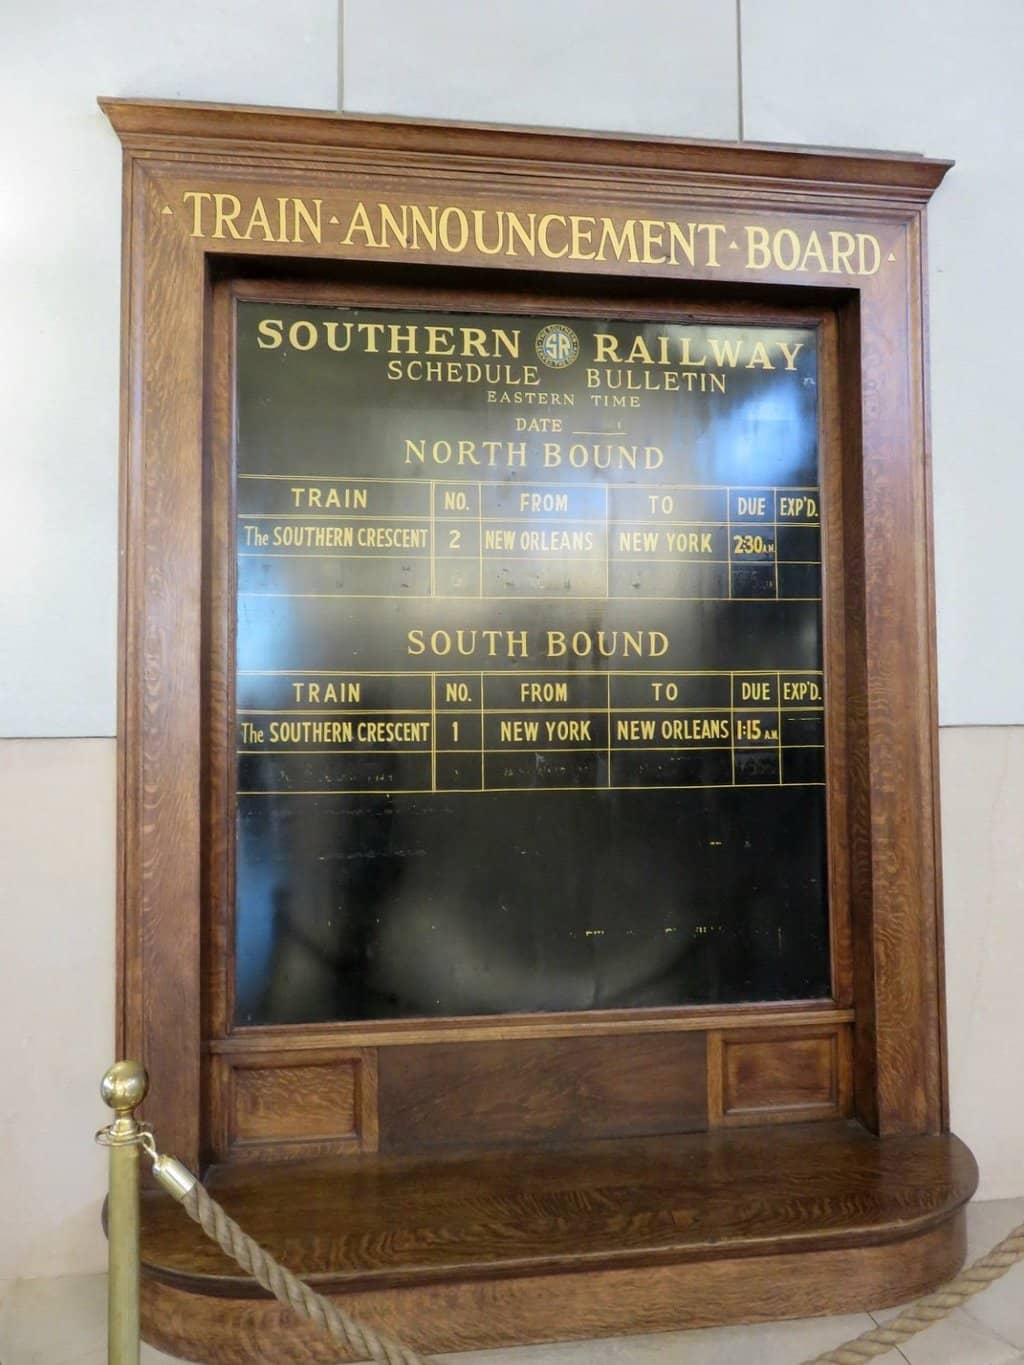 TRAIN · ANNOUNCEMENT · BOARD
SOUTHERN SR RAILWAY
SCHEDULE BULLETIN
EASTERN TIME
DATE
NORTH BOUND
TRAIN NO. FROM TO DUE EXP'D.
The SOUTHERN CRESCENT 2 NEW ORLEANS NEW YORK 2:30 A.M.
SOUTH BOUND
TRAIN NO. FROM TO DUE EXP'D.
The SOUTHERN CRESCENT 1 NEW YORK NEW ORLEANS 1:15 A.M.